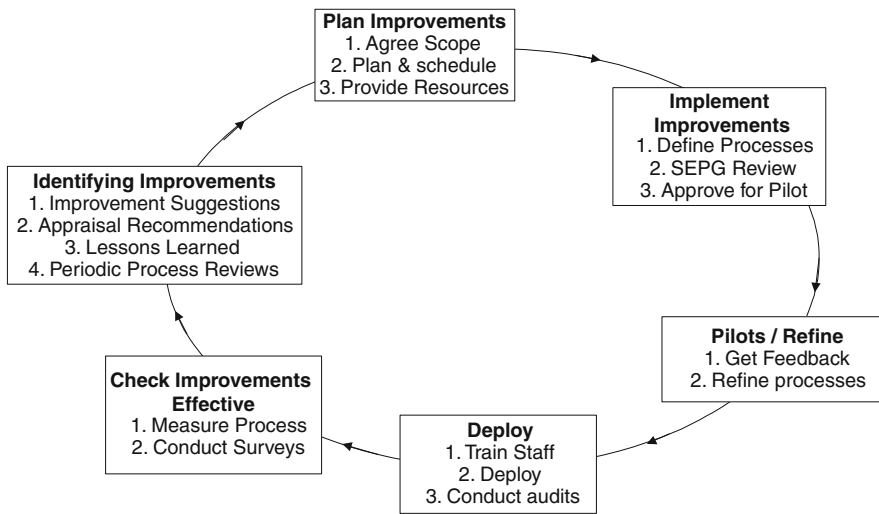 Plan Improvements
1. Agree Scope
2. Plan & schedule
3. Provide Resources
Implement
Improvements
1. Define Processes
2. SEPG Review
3. Approve for Pilot
Pilots / Refine
1. Get Feedback
2. Refine processes
Deploy
1. Train Staff
2. Deploy
3. Conduct audits
Check Improvements
Effective
1. Measure Process
2. Conduct Surveys
Identifying Improvements
1. Improvement Suggestions
2. Appraisal Recommendations
3. Lessons Learned
4. Periodic Process Reviews